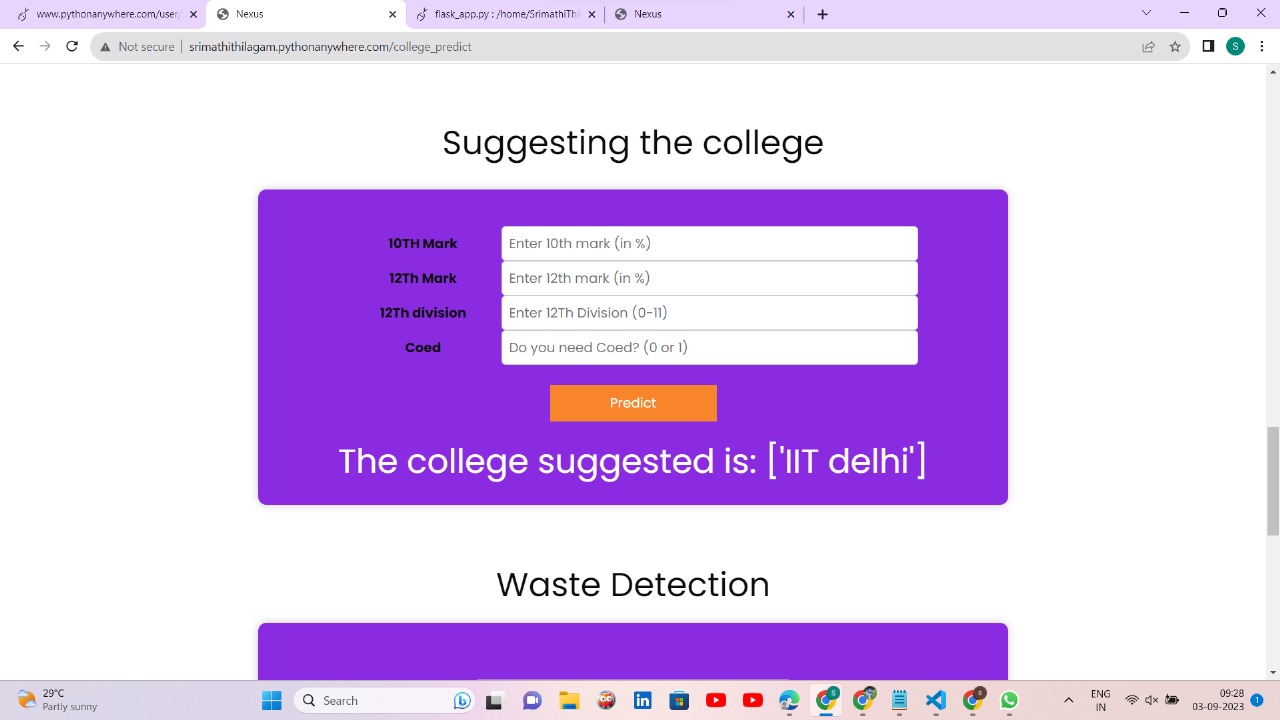 www.pythonanywhere.com/user/
Nexus
flask_app.py : /home/SrimathiThil
Nexus
Not secure
srimathithilagam.pythonanywhere.com/college_predict
S
Suggesting the college
10TH Mark
Enter 10th mark (in %)
12Th Mark
Enter 12th mark (in %)
12Th division
Enter 12Th Division (0-11)
Coed
Do you need Coed? (0 or 1)
Predict
The college suggested is: ['IIT delhi']
Waste Detection
29°C
Partly sunny
Search
ENG
IN
09:28
03-09-2023
1